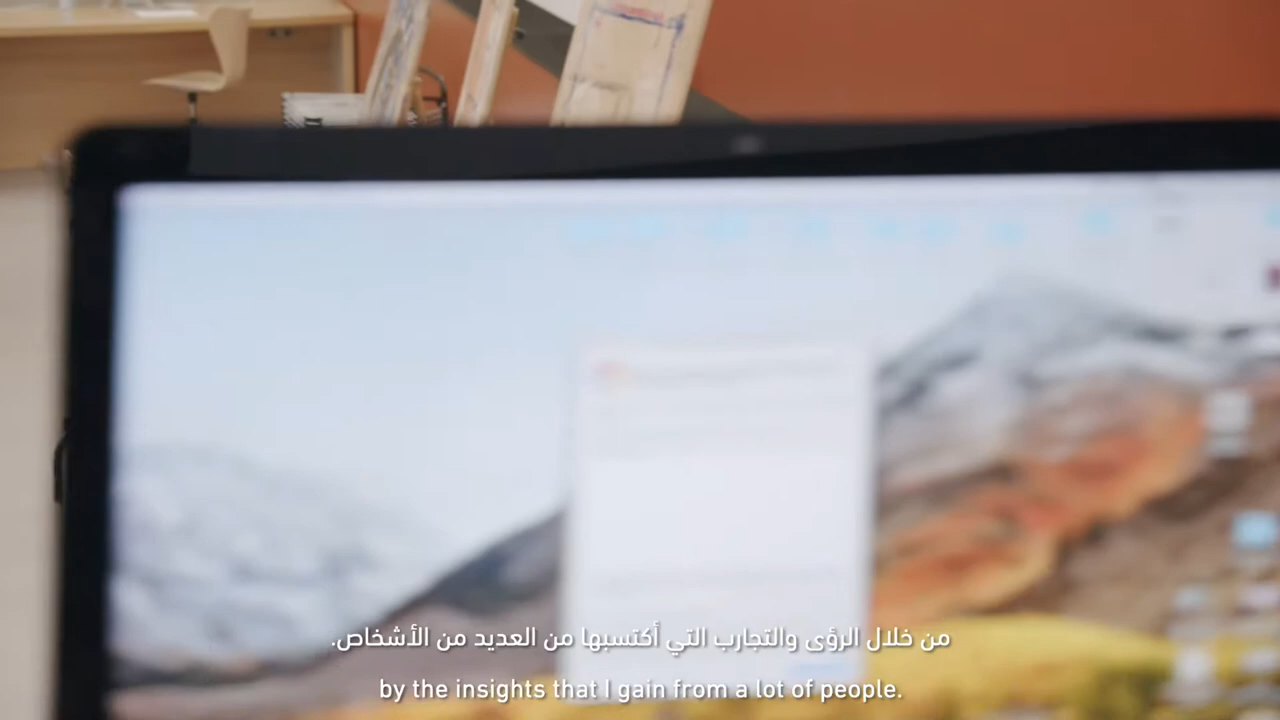 من خلال الرؤى والتجارب التي أكتسبها من العديد من الأشخاص.
by the insights that I gain from a lot of people.